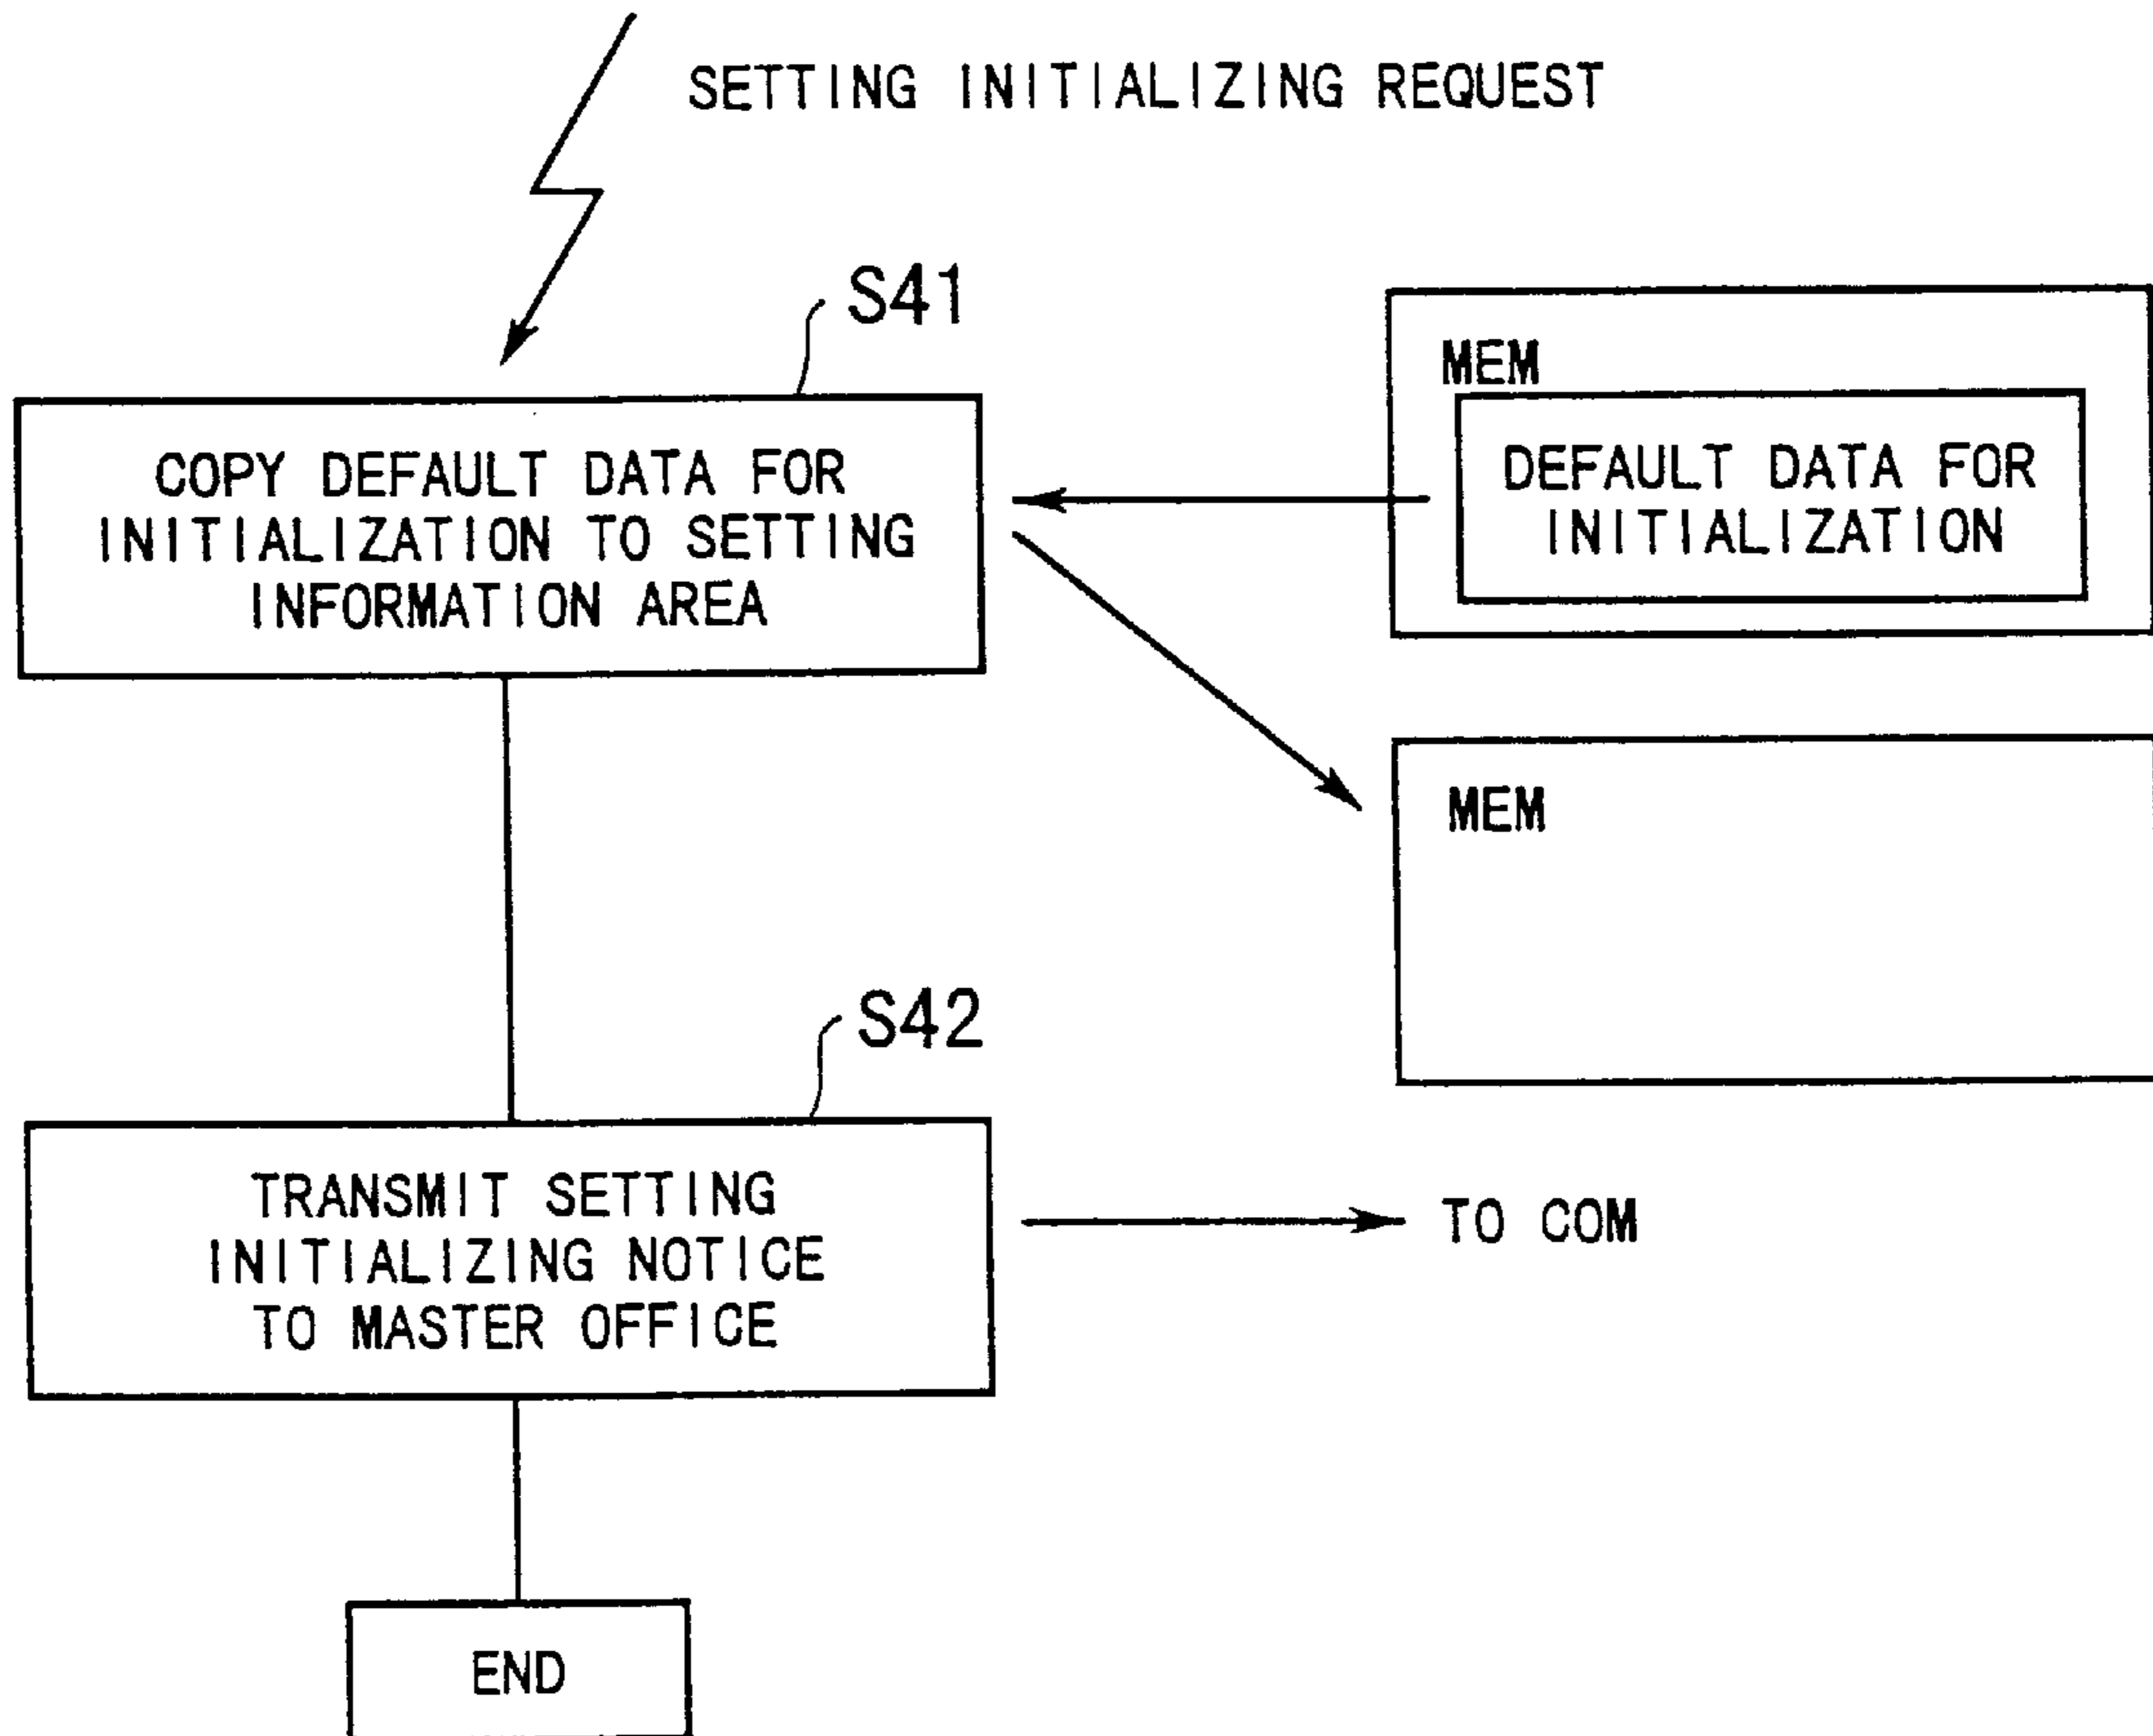 SETTING INITIALIZING REQUEST
S41
COPY DEFAULT DATA FOR
INITIALIZATION TO SETTING
INFORMATION AREA
MEM
DEFAULT DATA FOR
INITIALIZATION
MEM
S42
TRANSMIT SETTING
INITIALIZING NOTICE
TO MASTER OFFICE
TO COM
END